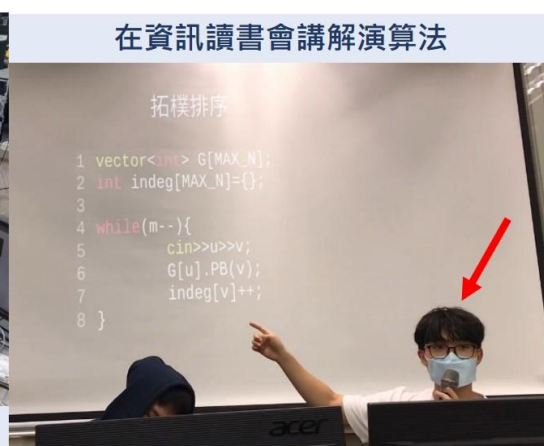 在資訊讀書會講解演算法
拓樸排序
1 vector<int> G[MAX_N];
2 int indeg[MAX_N]={};
3
4 while(m--){
5 cin>>u>>v;
6 G[u].PB(v);
7 indeg[v]++;
8 }
acer